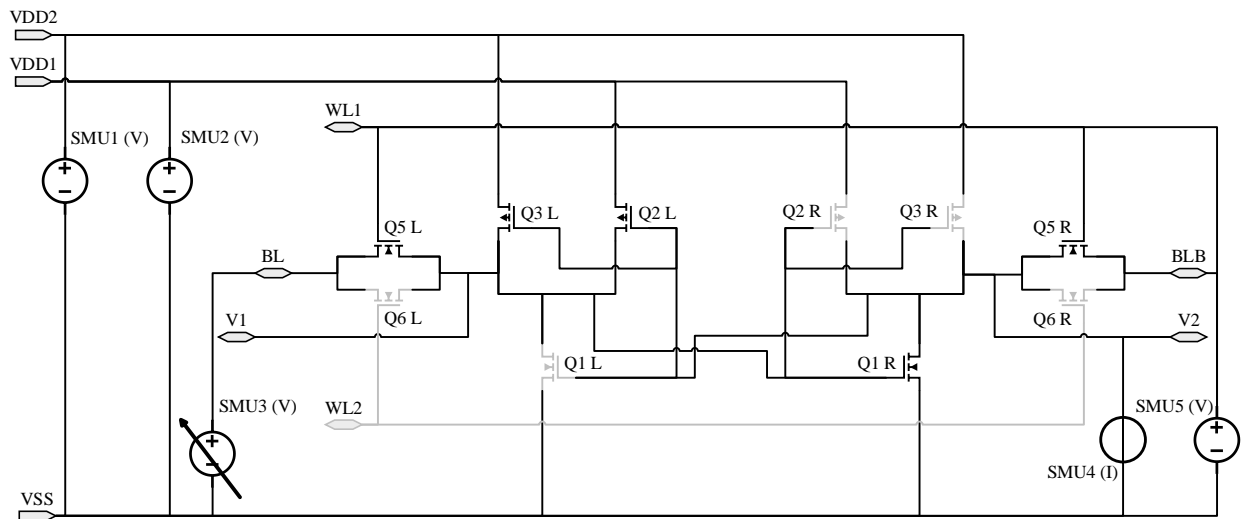 VDD2
VDD1
WL1
SMU1 (V)
SMU2 (V)
Q3 L
Q2 L
Q2 R
Q3 R
Q5 L
Q5 R
BL
BLB
Q6 L
Q6 R
V1
V2
Q1 L
Q1 R
SMU3 (V)
WL2
SMU5 (V)
SMU4 (I)
VSS